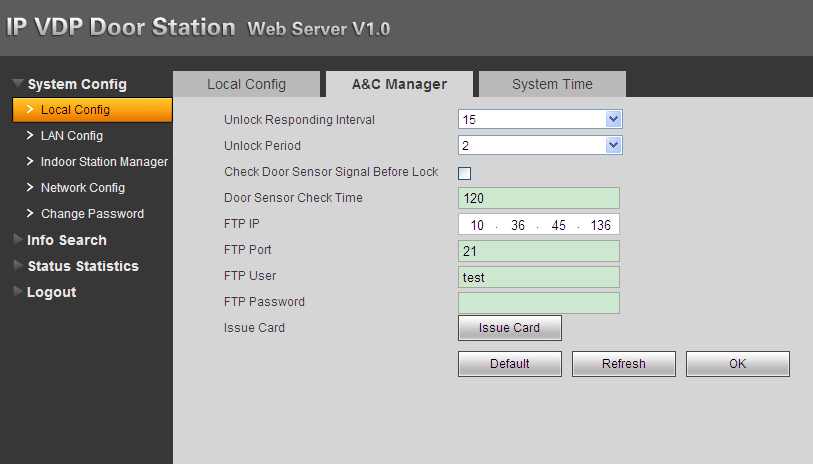 IP VDP Door Station Web Server V1.0
System Config
Local Config
LAN Config
Indoor Station Manager
Network Config
Change Password
Info Search
Status Statistics
Logout
Local Config A&C Manager System Time
Unlock Responding Interval 15
Unlock Period 2
Check Door Sensor Signal Before Lock
Door Sensor Check Time 120
FTP IP 10 . 36 . 45 . 136
FTP Port 21
FTP User test
FTP Password
Issue Card Issue Card
Default Refresh OK